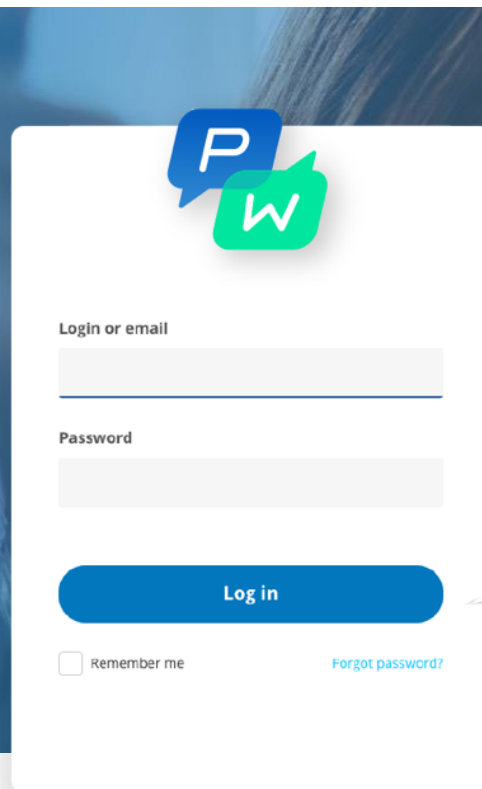 P
W
Login or email
Password
Log in
Remember me
Forgot password?